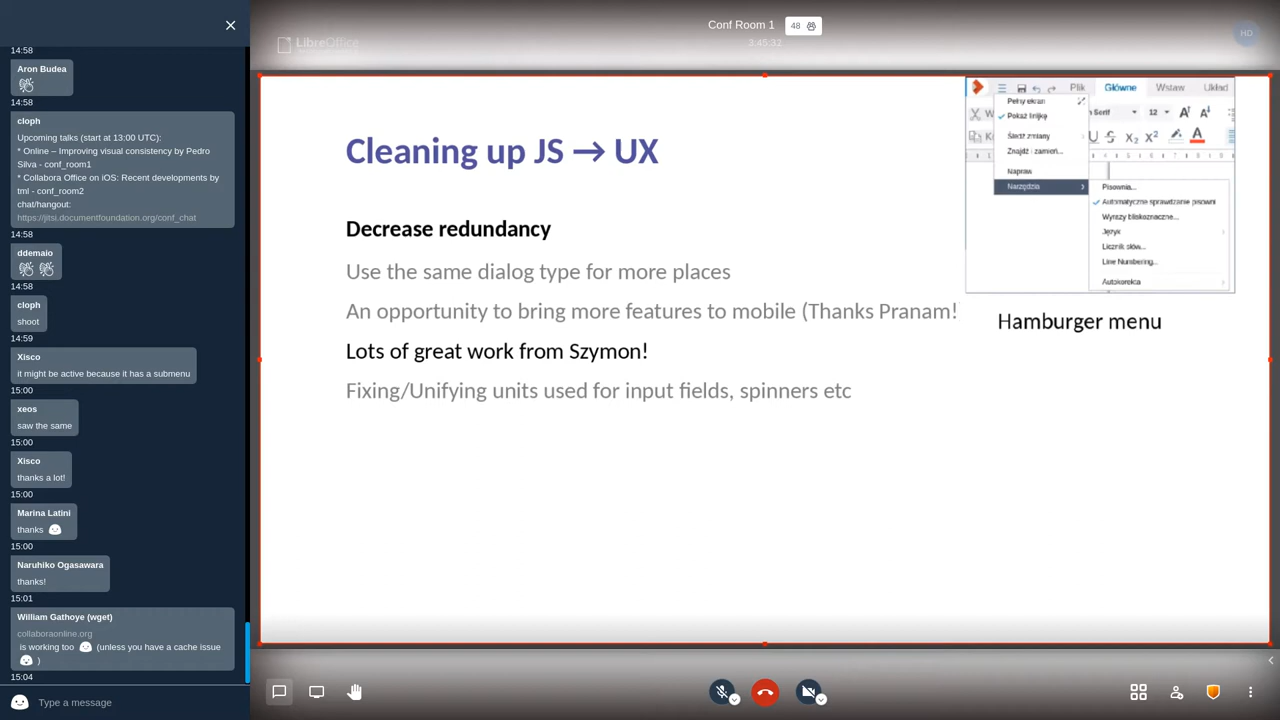 14:58
Aron Budea
14:58
cloph
Upcoming talks (start at 13:00 UTC):
* Online – Improving visual consistency by Pedro
Silva - conf_room1
* Collabora Office on iOS: Recent developments by
tml - conf_room2
chat/hangout:
https://jitsi.documentfoundation.org/conf_chat
14:58
ddemaio
14:58
cloph
shoot
14:59
Xisco
it might be active because it has a submenu
15:00
xeos
saw the same
15:00
Xisco
thanks a lot!
15:00
Marina Latini
thanks
15:00
Naruhiko Ogasawara
thanks!
15:01
William Gathoye (wget)
collaboraonline.org
is working too (unless you have a cache issue
)
15:04
Type a message
Conf Room 1 48
3:45:32
LibreOffice
HD
Cleaning up JS → UX
Decrease redundancy
Use the same dialog type for more places
An opportunity to bring more features to mobile (Thanks Pranam!
Lots of great work from Szymon!
Fixing/Unifying units used for input fields, spinners etc
Plik Główne Wstaw Układ
Pełny ekran
Pokaż linijkę
Śledź zmiany
Znajdź i zamień...
Napraw
Narzędzia
Serif 12
Pisownia...
Automatyczne sprawdzanie pisowni
Wyrazy bliskoznaczne...
Język
Licznik słów...
Line Numbering...
Autokorekta
Hamburger menu